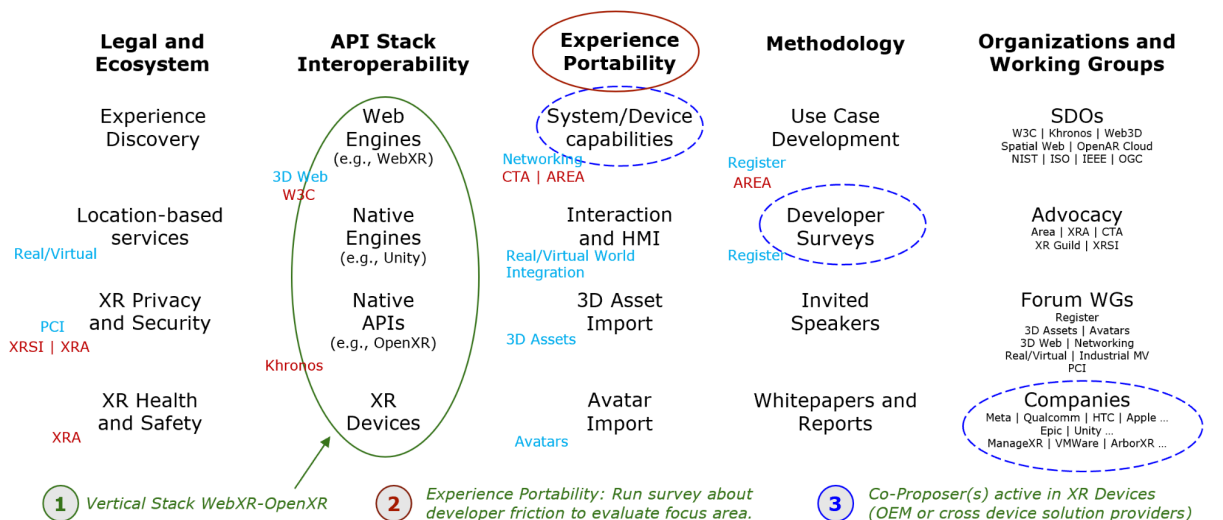 Legal and
Ecosystem
Experience
Discovery
Location-based
services
Real/Virtual
XR Privacy
and Security
PCI
XRSI | XRA
XR Health
and Safety
XRA
API Stack
Interoperability
Web
Engines
(e.g., WebXR)
3D Web
W3C
Native
Engines
(e.g., Unity)
Native
APIs
(e.g., OpenXR)
Khronos
XR
Devices
Experience
Portability
System/Device
capabilities
Networking
CTA | AREA
Interaction
and HMI
Real/Virtual World
Integration
3D Asset
Import
3D Assets
Avatar
Import
Avatars
Methodology
Use Case
Development
Register
AREA
Developer
Surveys
Register
Invited
Speakers
Whitepapers and
Reports
Organizations and
Working Groups
SDOs
W3C | Khronos | Web3D
Spatial Web | OpenAR Cloud
NIST | ISO | IEEE | OGC
Advocacy
Area | XRA | CTA
XR Guild | XRSI
Forum WGs
Register
3D Assets | Avatars
3D Web | Networking
Real/Virtual | Industrial MV
PCI
Companies
Meta | Qualcomm | HTC | Apple ...
Epic | Unity ...
ManageXR | VMWare | ArborXR ...
1 Vertical Stack WebXR-OpenXR
2 Experience Portability: Run survey about
developer friction to evaluate focus area.
3 Co-Proposer(s) active in XR Devices
(OEM or cross device solution providers)